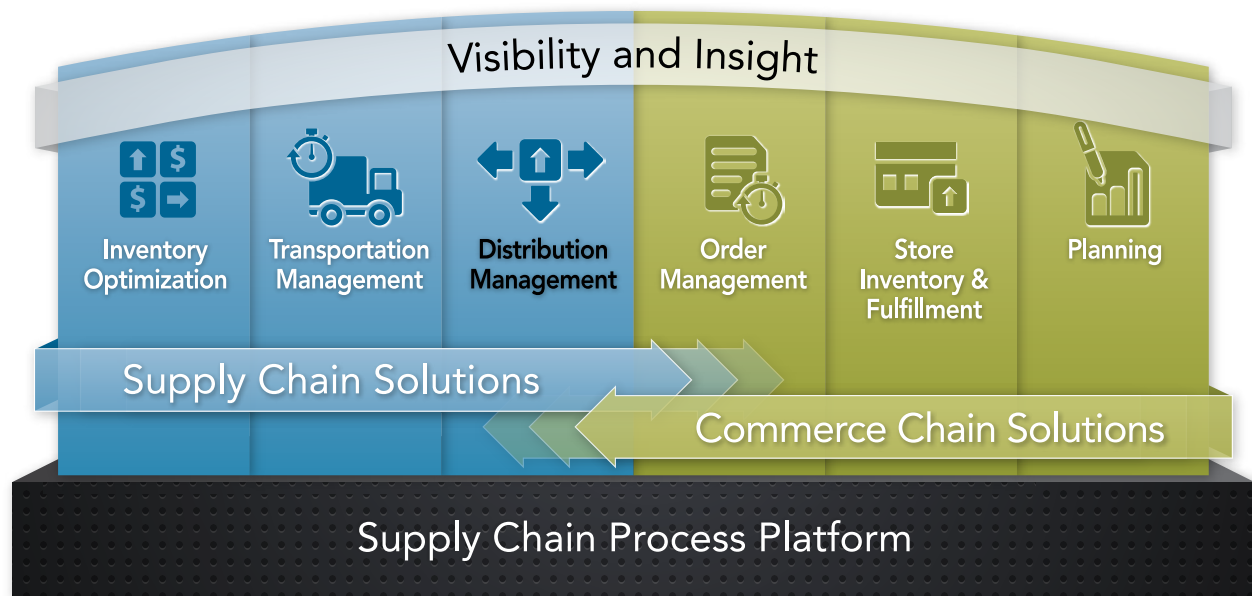 Visibility and Insight
Inventory
Optimization
Transportation
Management
Distribution
Management
Order
Management
Store
Inventory &
Fulfillment
Planning
Supply Chain Solutions
Commerce Chain Solutions
Supply Chain Process Platform